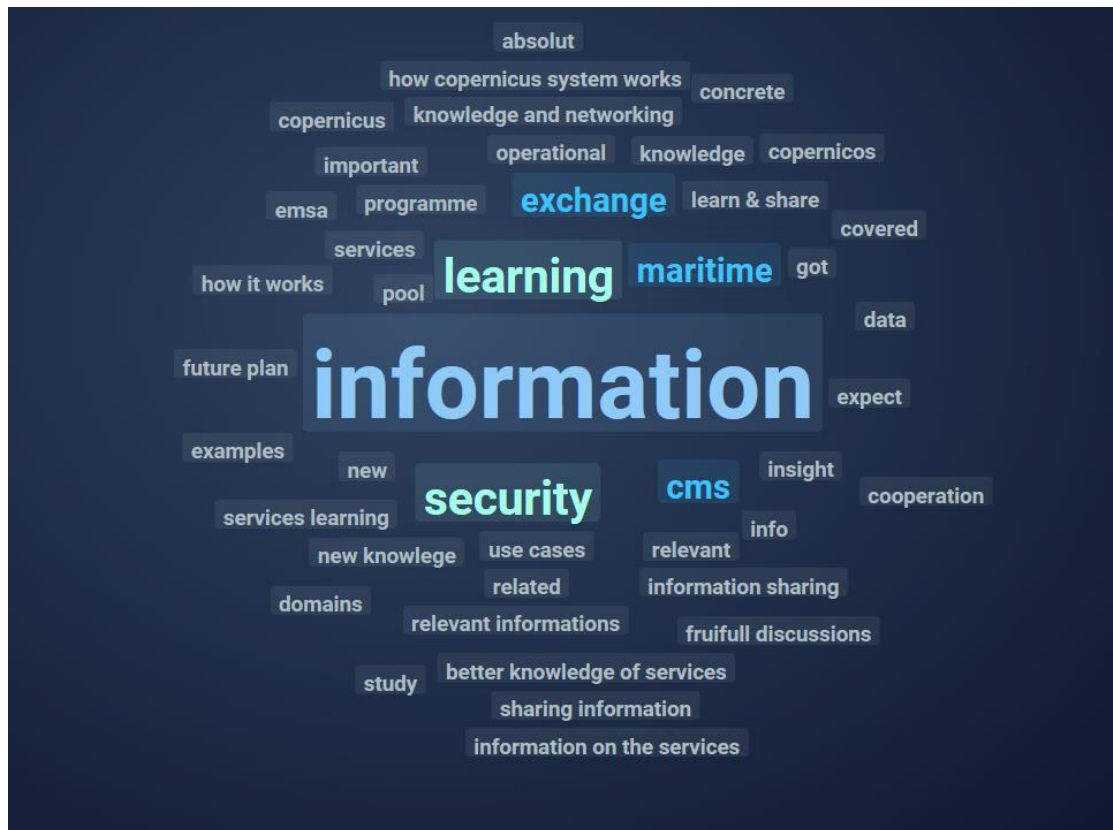 absolut
how copernicus system works
concrete
copernicus
knowledge and networking
operational
knowledge
copernicos
important
emsa
programme
exchange
learn & share
covered
services
learning
maritime
got
how it works
pool
data
future plan
information
expect
examples
new
security
cms
insight
cooperation
services learning
info
new knowlege
use cases
relevant
related
information sharing
domains
relevant informations
fruifull discussions
study
better knowledge of services
sharing information
information on the services